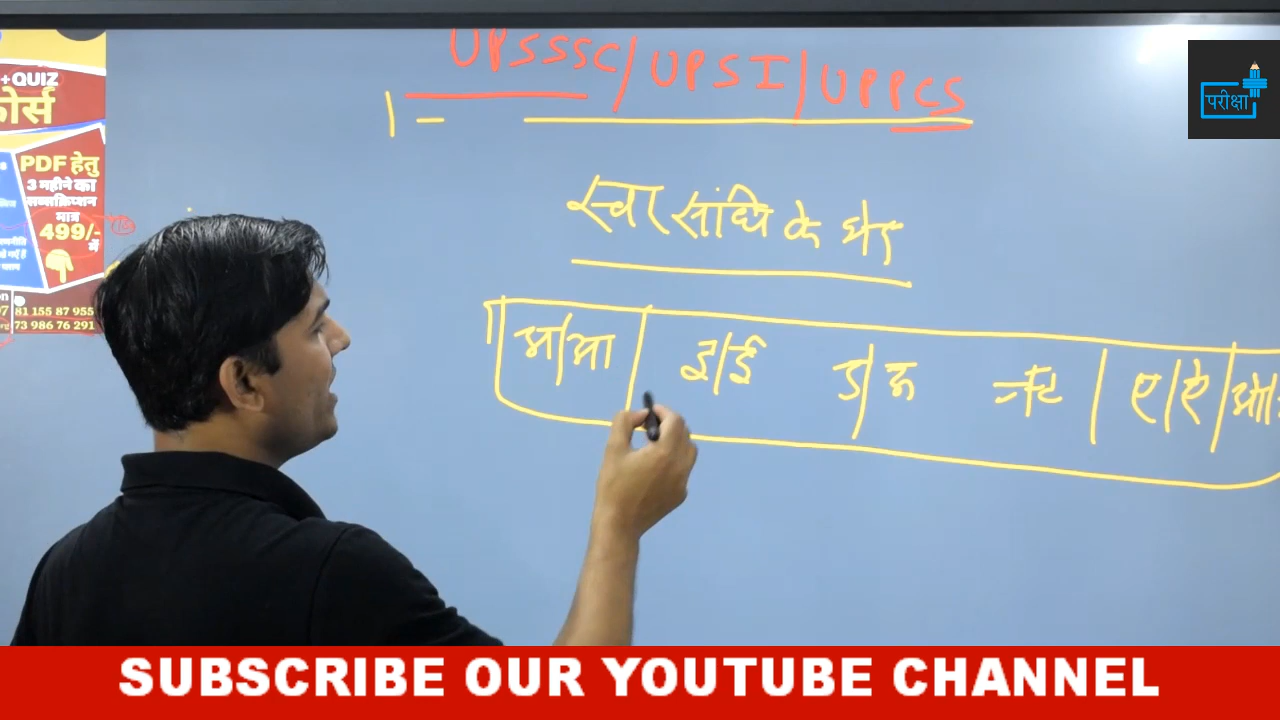 UPSSSC/UPSI/UPPCS
1 -
स्वर संधि के भेद
अ/आ | इ/ई उ/ऊ ऋ | ए/ऐ | ओ/
+QUIZ
कोर्स
PDF हेतु
3 महीने का
सब्सक्रिप्शन
मात्र
499/-
में
81 155 87 955
73 986 76 291
परीक्षा
SUBSCRIBE OUR YOUTUBE CHANNEL